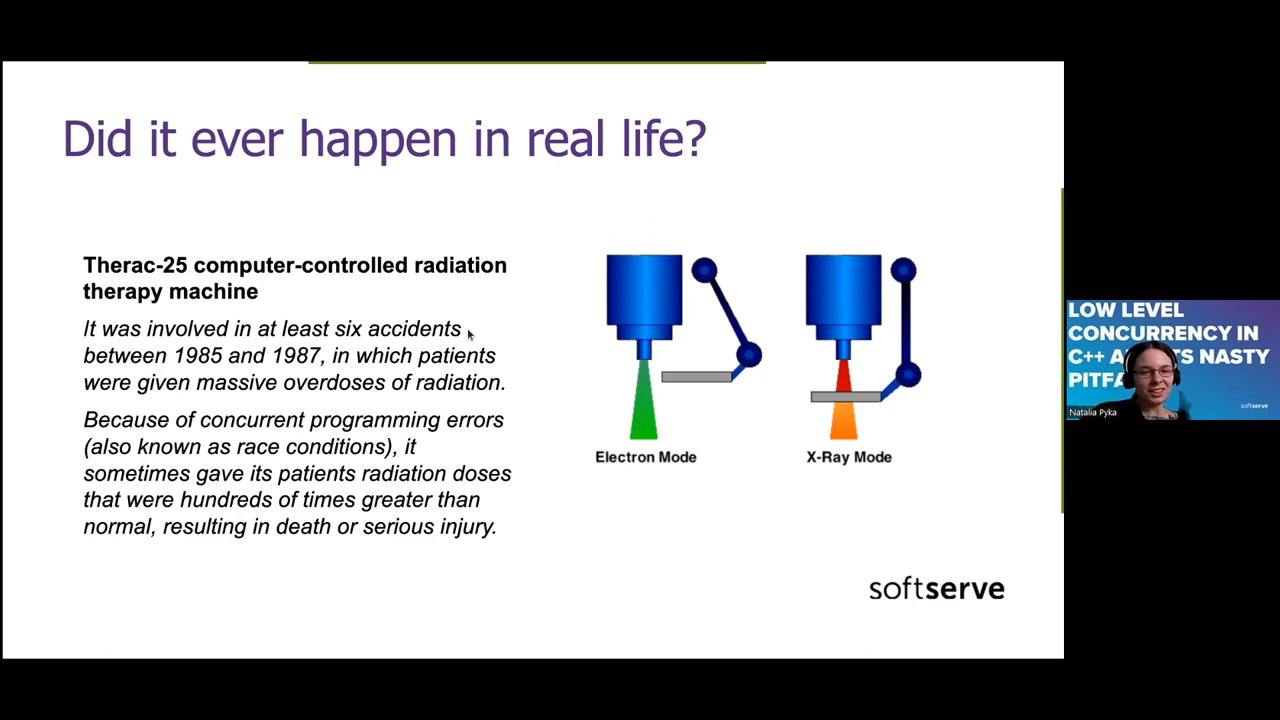 Did it ever happen in real life?
Therac-25 computer-controlled radiation
therapy machine
It was involved in at least six accidents
between 1985 and 1987, in which patients
were given massive overdoses of radiation.
Because of concurrent programming errors
(also known as race conditions), it
sometimes gave its patients radiation doses
that were hundreds of times greater than
normal, resulting in death or serious injury.
Electron Mode
X-Ray Mode
softserve
LOW LEVEL
CONCURRENCY IN
C++ NASTY
Natalia Pyka
softserve